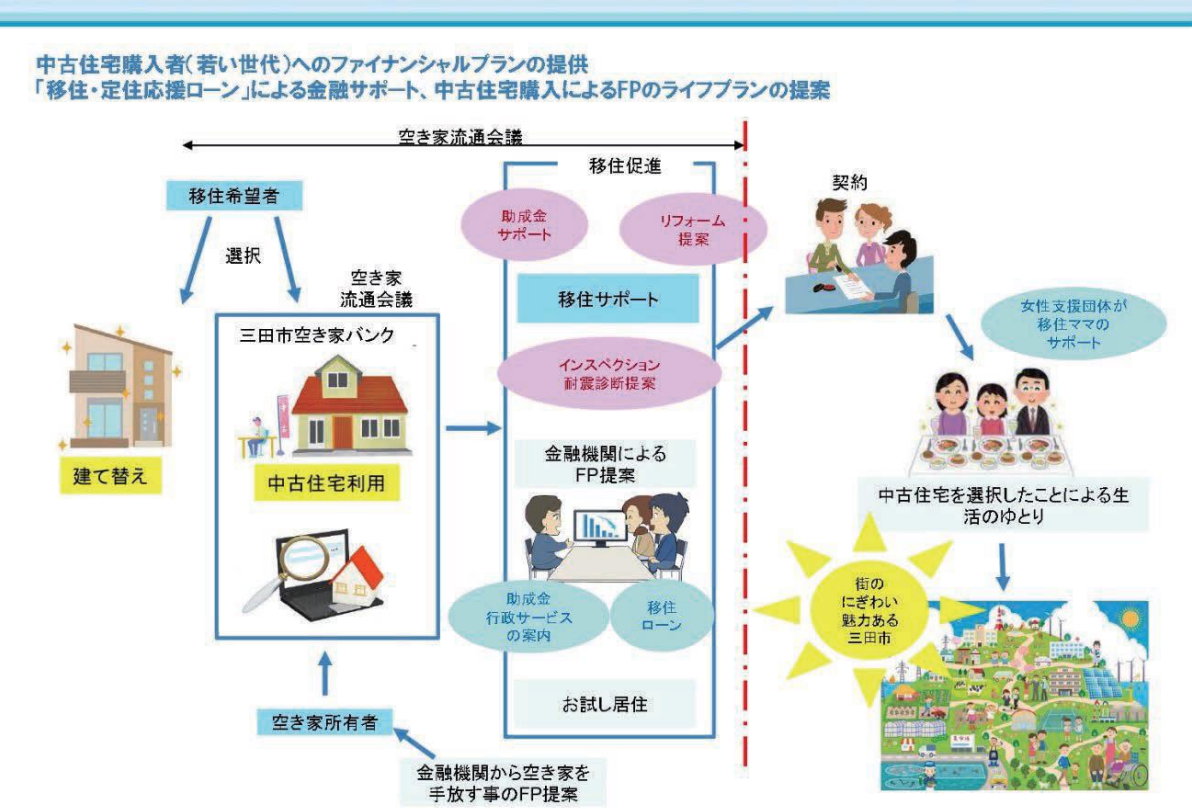 中古住宅購入者(若い世代)へのファイナンシャルプランの提供
「移住・定住応援ローン」による金融サポート、中古住宅購入によるFPのライフプランの提案
空き家流通会議
移住希望者
選択
建て替え
空き家
流通会議
三田市空き家バンク
中古住宅利用
空き家所有者
金融機関から空き家を
手放す事のFP提案
移住促進
助成金
サポート
リフォーム
提案
移住サポート
インスペクション
耐震診断提案
金融機関による
FP提案
助成金
行政サービス
の案内
移住
ローン
お試し居住
契約
女性支援団体が
移住ママの
サポート
中古住宅を選択したことによる生
活のゆとり
街の
にぎわい
魅力ある
三田市